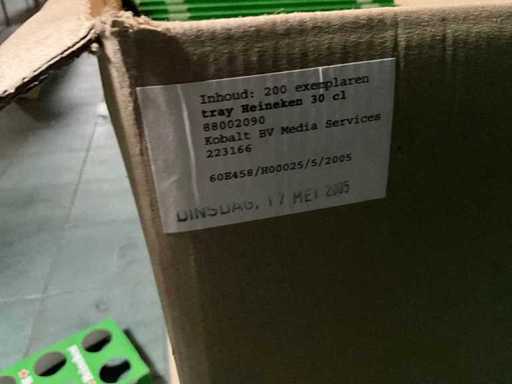 Inhoud: 200 exemplaren
tray Heineken 30 cl
88002090
Kobalt BV Media Services
223166
60E458/H00025/5/2005
DINSDAG, 17 MEI 2005